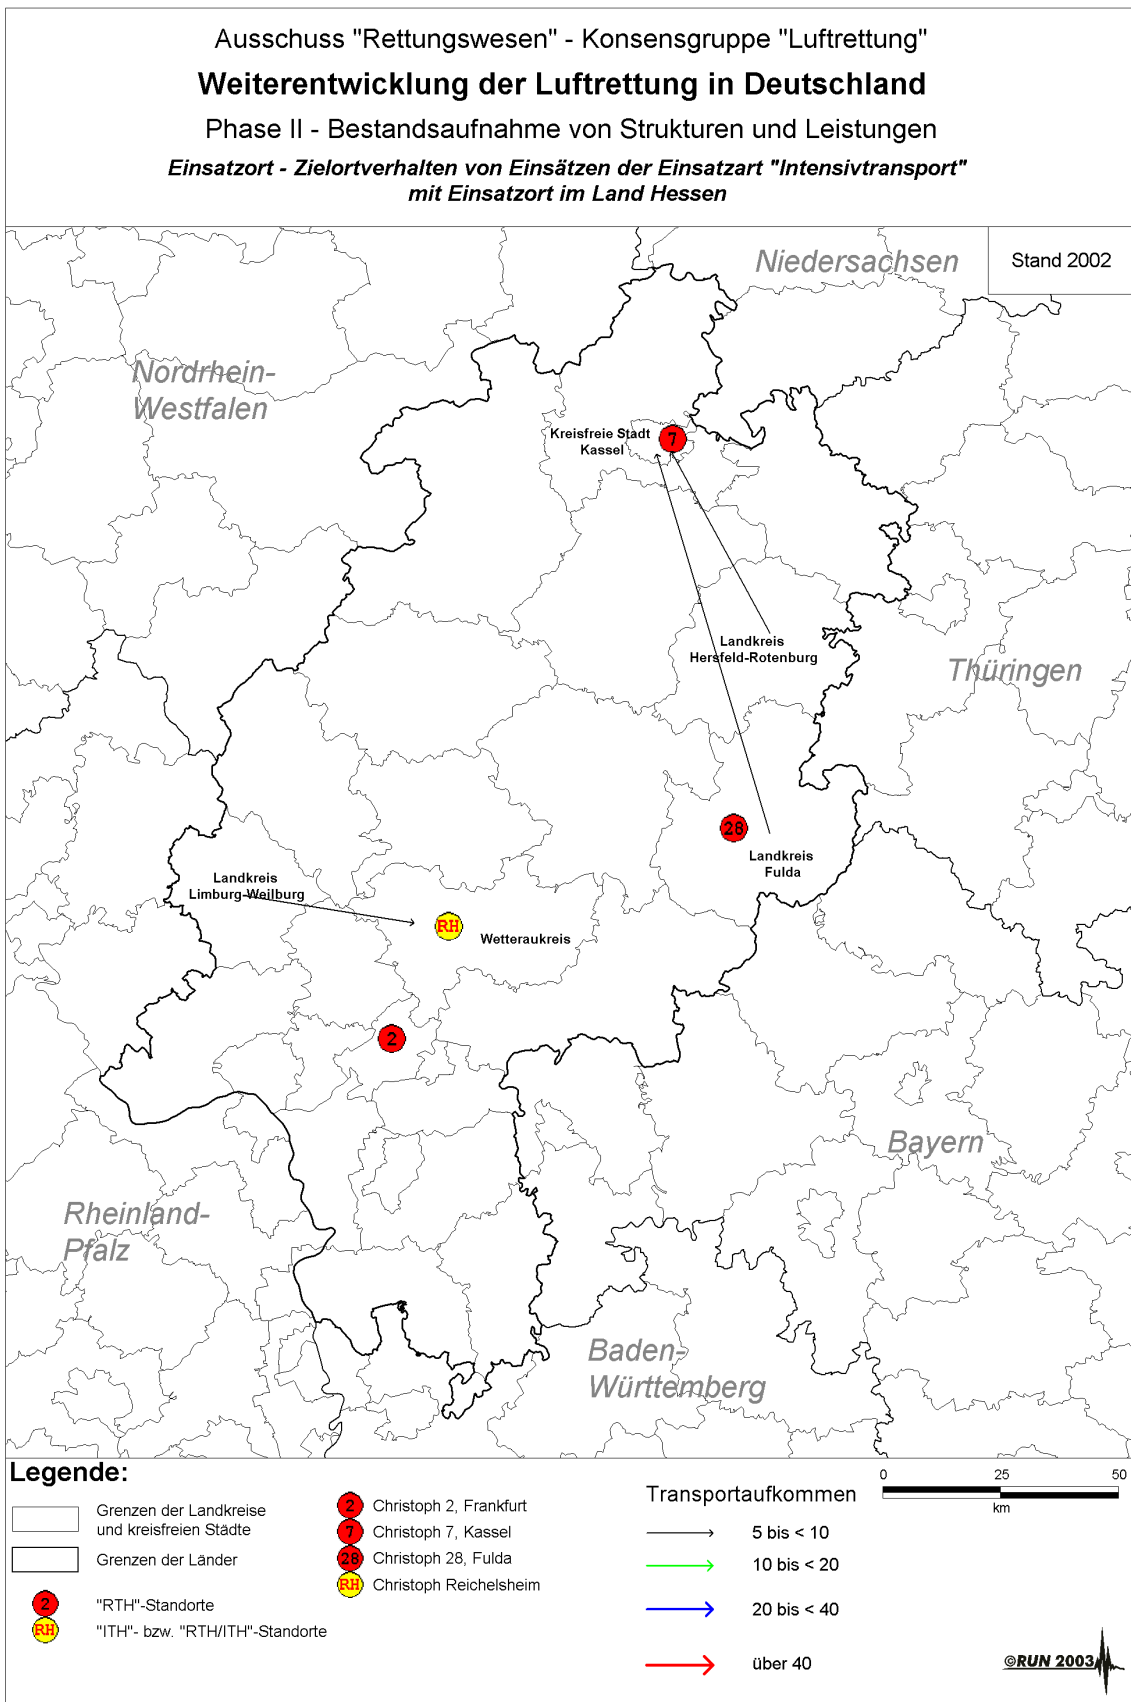 Ausschuss "Rettungswesen" - Konsensgruppe "Luftrettung"
Weiterentwicklung der Luftrettung in Deutschland
Phase II - Bestandsaufnahme von Strukturen und Leistungen
Einsatzort - Zielortverhalten von Einsätzen der Einsatzart "Intensivtransport"
mit Einsatzort im Land Hessen
Stand 2002
Niedersachsen
Nordrhein-
Westfalen
Kreisfreie Stadt
Kassel
7
Landkreis
Hersfeld-Rotenburg
Thüringen
28
Landkreis
Fulda
Landkreis
Limburg-Weilburg
RH
Wetteraukreis
2
Bayern
Rheinland-
Pfalz
Baden-
Württemberg
Legende:
Grenzen der Landkreise
und kreisfreien Städte
Grenzen der Länder
2 "RTH"-Standorte
RH "ITH"- bzw. "RTH/ITH"-Standorte
2 Christoph 2, Frankfurt
7 Christoph 7, Kassel
28 Christoph 28, Fulda
RH Christoph Reichelsheim
Transportaufkommen
5 bis < 10
10 bis < 20
20 bis < 40
über 40
0 25 50
km
©RUN 2003